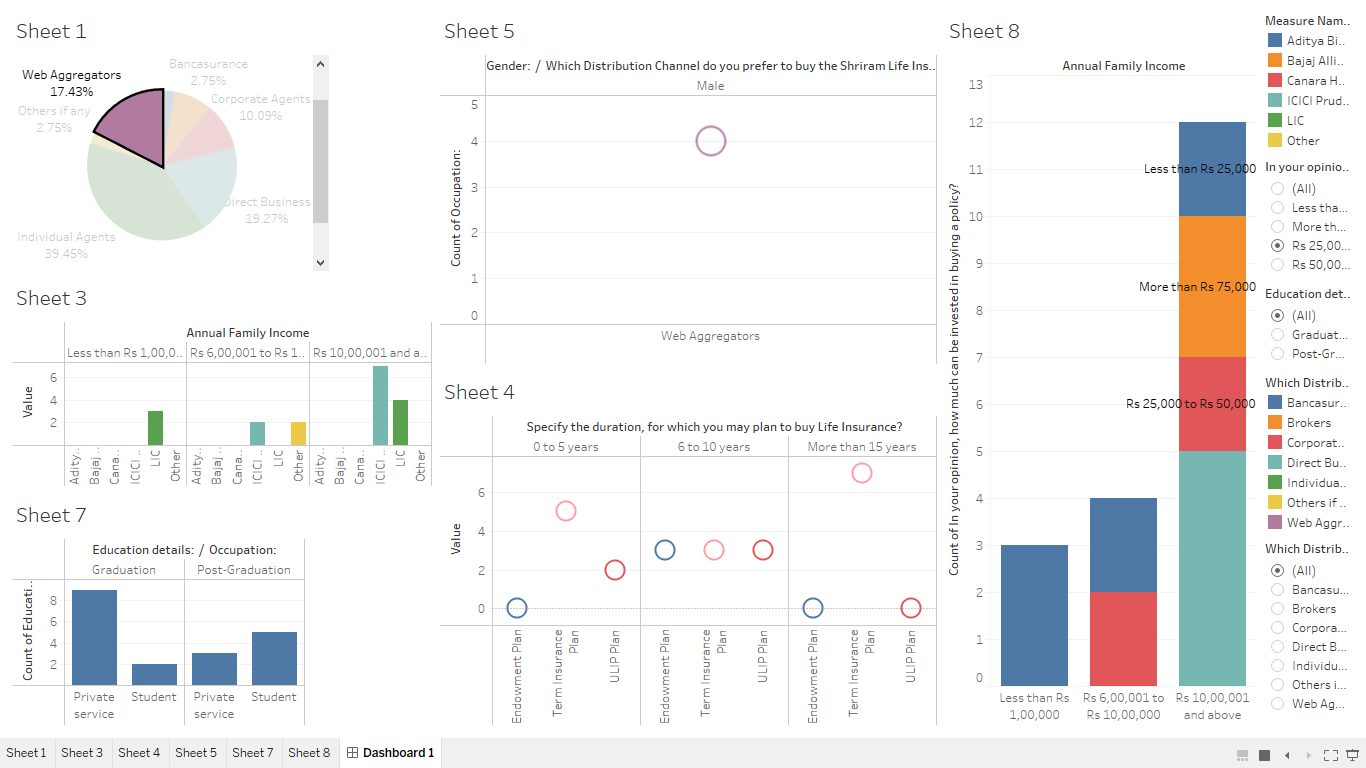 Sheet 1
Bancasurance
2.75%
Web Aggregators
17.43%
Corporate Agents
10.09%
Others if any
2.75%
Direct Business
19.27%
Individual Agents
39.45%
Sheet 3
Annual Family Income
Less than Rs 1,00,0..
Rs 6,00,001 to Rs 1..
Rs 10,00,001 and a..
Value
6
4
2
Adity..
Bajaj ..
Cana..
ICICI ..
LIC
Other
Adity..
Bajaj ..
Cana..
ICICI ..
LIC
Other
Adity..
Bajaj ..
Cana..
ICICI ..
LIC
Other
Sheet 7
Education details: / Occupation:
Graduation
Post-Graduation
Count of Educati..
8
6
4
2
Private service
Student
Private service
Student
Sheet 5
Gender: / Which Distribution Channel do you prefer to buy the Shriram Life Ins..
Male
Count of Occupation:
5
4
3
2
1
0
Web Aggregators
Sheet 4
Specify the duration, for which you may plan to buy Life Insurance?
0 to 5 years
6 to 10 years
More than 15 years
Value
6
4
2
0
Endowment Plan
Term Insurance Plan
ULIP Plan
Endowment Plan
Term Insurance Plan
ULIP Plan
Endowment Plan
Term Insurance Plan
ULIP Plan
Sheet 8
Annual Family Income
Count of In your opinion, how much can be invested in buying a policy?
13
12
11
10
9
8
7
6
5
4
3
2
1
0
Less than Rs 25,000
More than Rs 75,000
Rs 25,000 to Rs 50,000
Less than Rs 1,00,000
Rs 6,00,001 to Rs 10,00,000
Rs 10,00,001 and above
Measure Nam..
Aditya Bi...
Bajaj Alli...
Canara H...
ICICI Prud...
LIC
Other
In your opinio..
(All)
Less tha...
More th...
Rs 25,00...
Rs 50,00...
Education det..
(All)
Graduat...
Post-Gr...
Which Distrib..
Bancasur...
Brokers
Corporat...
Direct Bu...
Individua...
Others if ..
Web Aggr..
Which Distrib..
(All)
Bancasu...
Brokers
Corpora...
Direct B...
Individu...
Others i...
Web Ag...
Sheet 1
Sheet 3
Sheet 4
Sheet 5
Sheet 7
Sheet 8
Dashboard 1